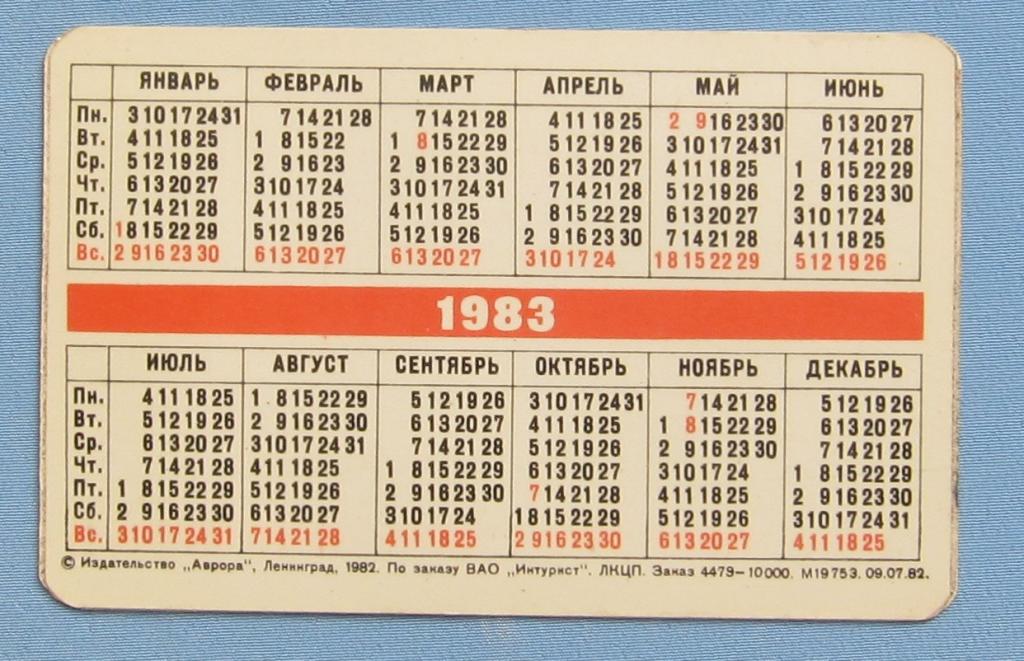 ЯНВАРЬ ФЕВРАЛЬ МАРТ АПРЕЛЬ МАЙ ИЮНЬ
Пн. 3 10 17 24 31 7 14 21 28 7 14 21 28 4 11 18 25 2 9 16 23 30 6 13 20 27
Вт. 4 11 18 25 1 8 15 22 1 8 15 22 29 5 12 19 26 3 10 17 24 31 7 14 21 28
Ср. 5 12 19 26 2 9 16 23 2 9 16 23 30 6 13 20 27 4 11 18 25 1 8 15 22 29
Чт. 6 13 20 27 3 10 17 24 3 10 17 24 31 7 14 21 28 5 12 19 26 2 9 16 23 30
Пт. 7 14 21 28 4 11 18 25 4 11 18 25 1 8 15 22 29 6 13 20 27 3 10 17 24
Сб. 1 8 15 22 29 5 12 19 26 5 12 19 26 2 9 16 23 30 7 14 21 28 4 11 18 25
Вс. 2 9 16 23 30 6 13 20 27 6 13 20 27 3 10 17 24 1 8 15 22 29 5 12 19 26
1983
ИЮЛЬ АВГУСТ СЕНТЯБРЬ ОКТЯБРЬ НОЯБРЬ ДЕКАБРЬ
Пн. 4 11 18 25 1 8 15 22 29 5 12 19 26 3 10 17 24 31 7 14 21 28 5 12 19 26
Вт. 5 12 19 26 2 9 16 23 30 6 13 20 27 4 11 18 25 1 8 15 22 29 6 13 20 27
Ср. 6 13 20 27 3 10 17 24 31 7 14 21 28 5 12 19 26 2 9 16 23 30 7 14 21 28
Чт. 7 14 21 28 4 11 18 25 1 8 15 22 29 6 13 20 27 3 10 17 24 1 8 15 22 29
Пт. 1 8 15 22 29 5 12 19 26 2 9 16 23 30 7 14 21 28 4 11 18 25 2 9 16 23 30
Сб. 2 9 16 23 30 6 13 20 27 3 10 17 24 1 8 15 22 29 5 12 19 26 3 10 17 24 31
Вс. 3 10 17 24 31 7 14 21 28 4 11 18 25 2 9 16 23 30 6 13 20 27 4 11 18 25
© Издательство „Аврора", Ленинград, 1982. По заказу ВАО „Интурист". ЛКЦП. Заказ 4479–10000. М19753. 09.07.82.